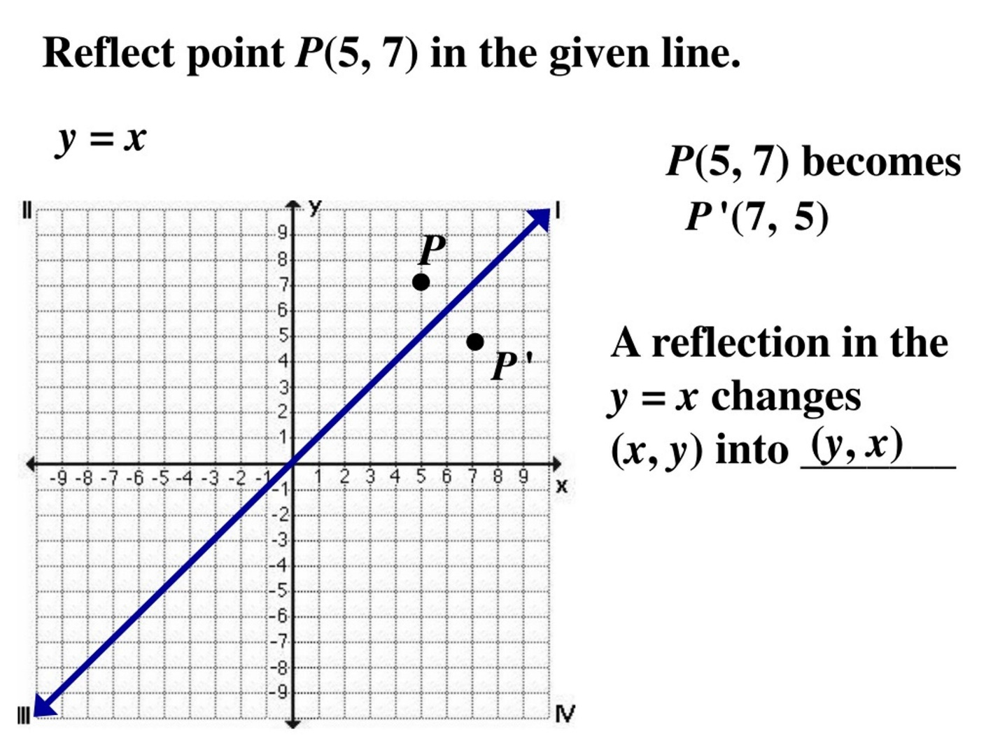 Reflect point P(5, 7) in the given line.
y = x
P(5, 7) becomes
P '(7, 5)
II
y
I
9
P
8
7
6
5
4
P '
3
2
1
-9 -8 -7 -6 -5 -4 -3 -2 -1 1 2 3 4 5 6 7 8 9
x
-1
-2
-3
-4
-5
-6
-7
-8
-9
III
IV
A reflection in the
y = x changes
(x, y) into (y, x)